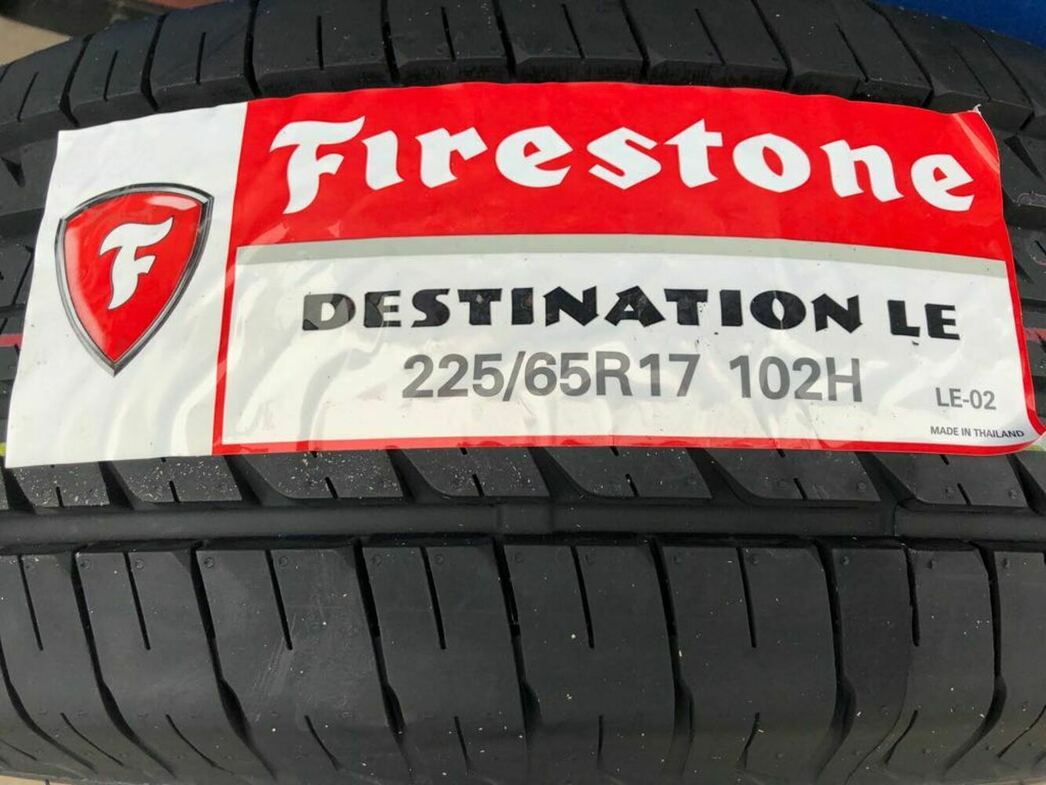 Firestone
F
DESTINATION LE
225/65R17 102H
LE-02
MADE IN THAILAND